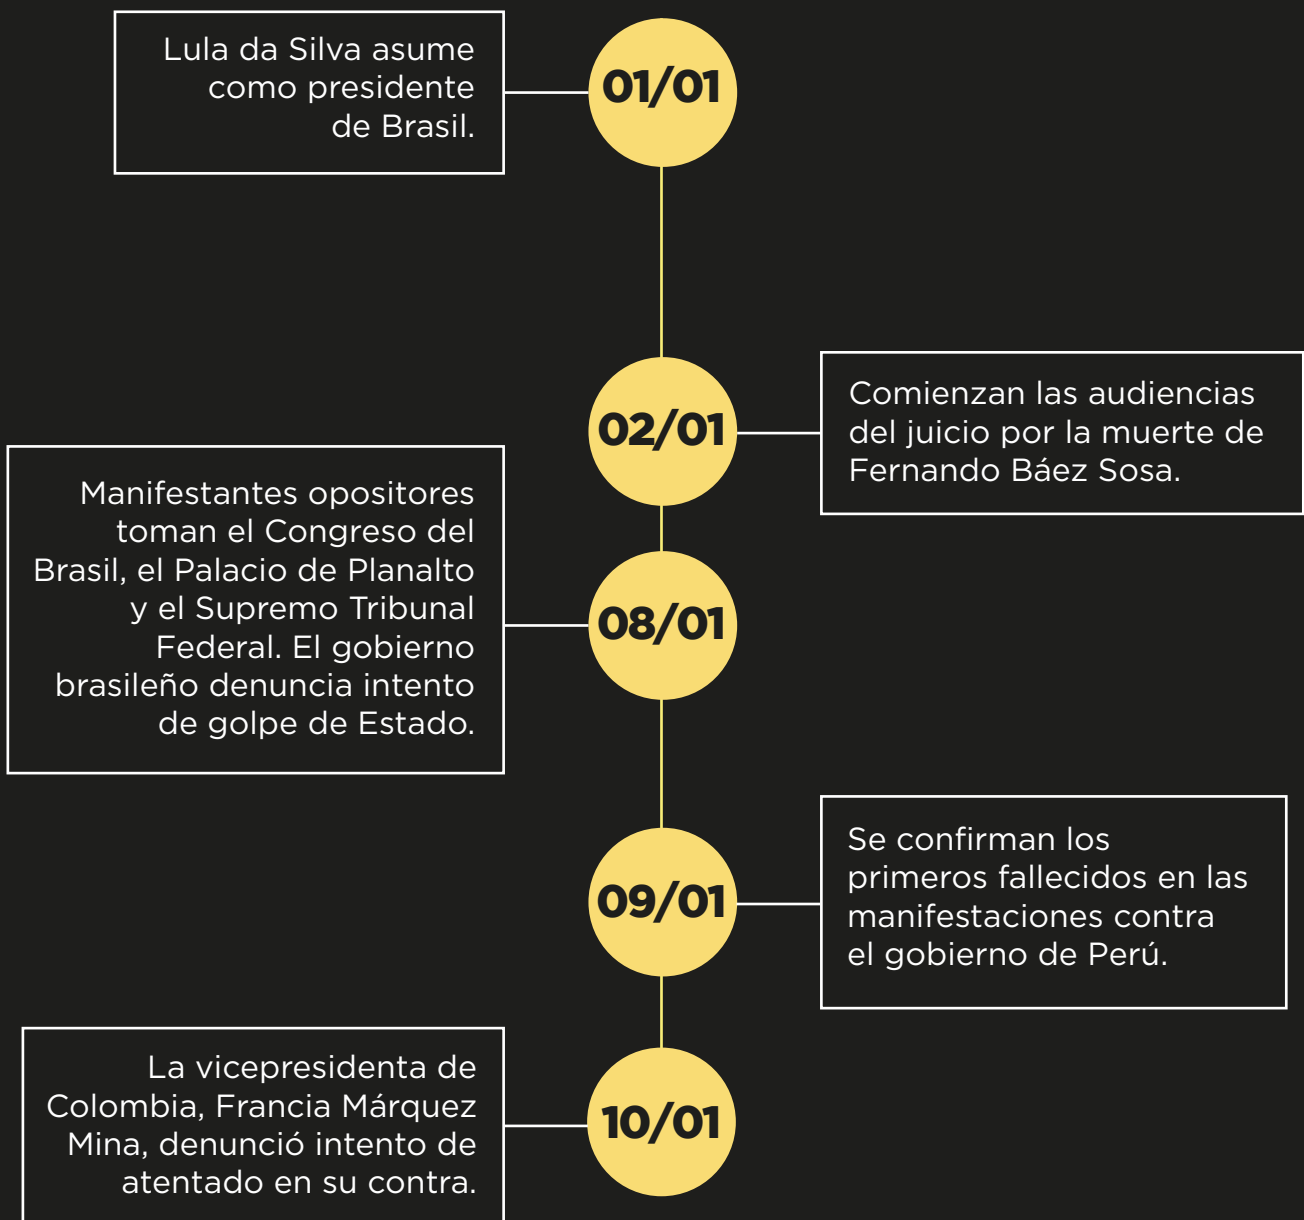 01/01
Lula da Silva asume
como presidente
de Brasil.
02/01
Comienzan las audiencias
del juicio por la muerte de
Fernando Báez Sosa.
08/01
Manifestantes opositores
toman el Congreso del
Brasil, el Palacio de Planalto
y el Supremo Tribunal
Federal. El gobierno
brasileño denuncia intento
de golpe de Estado.
09/01
Se confirman los
primeros fallecidos en las
manifestaciones contra
el gobierno de Perú.
10/01
La vicepresidenta de
Colombia, Francia Márquez
Mina, denunció intento de
atentado en su contra.